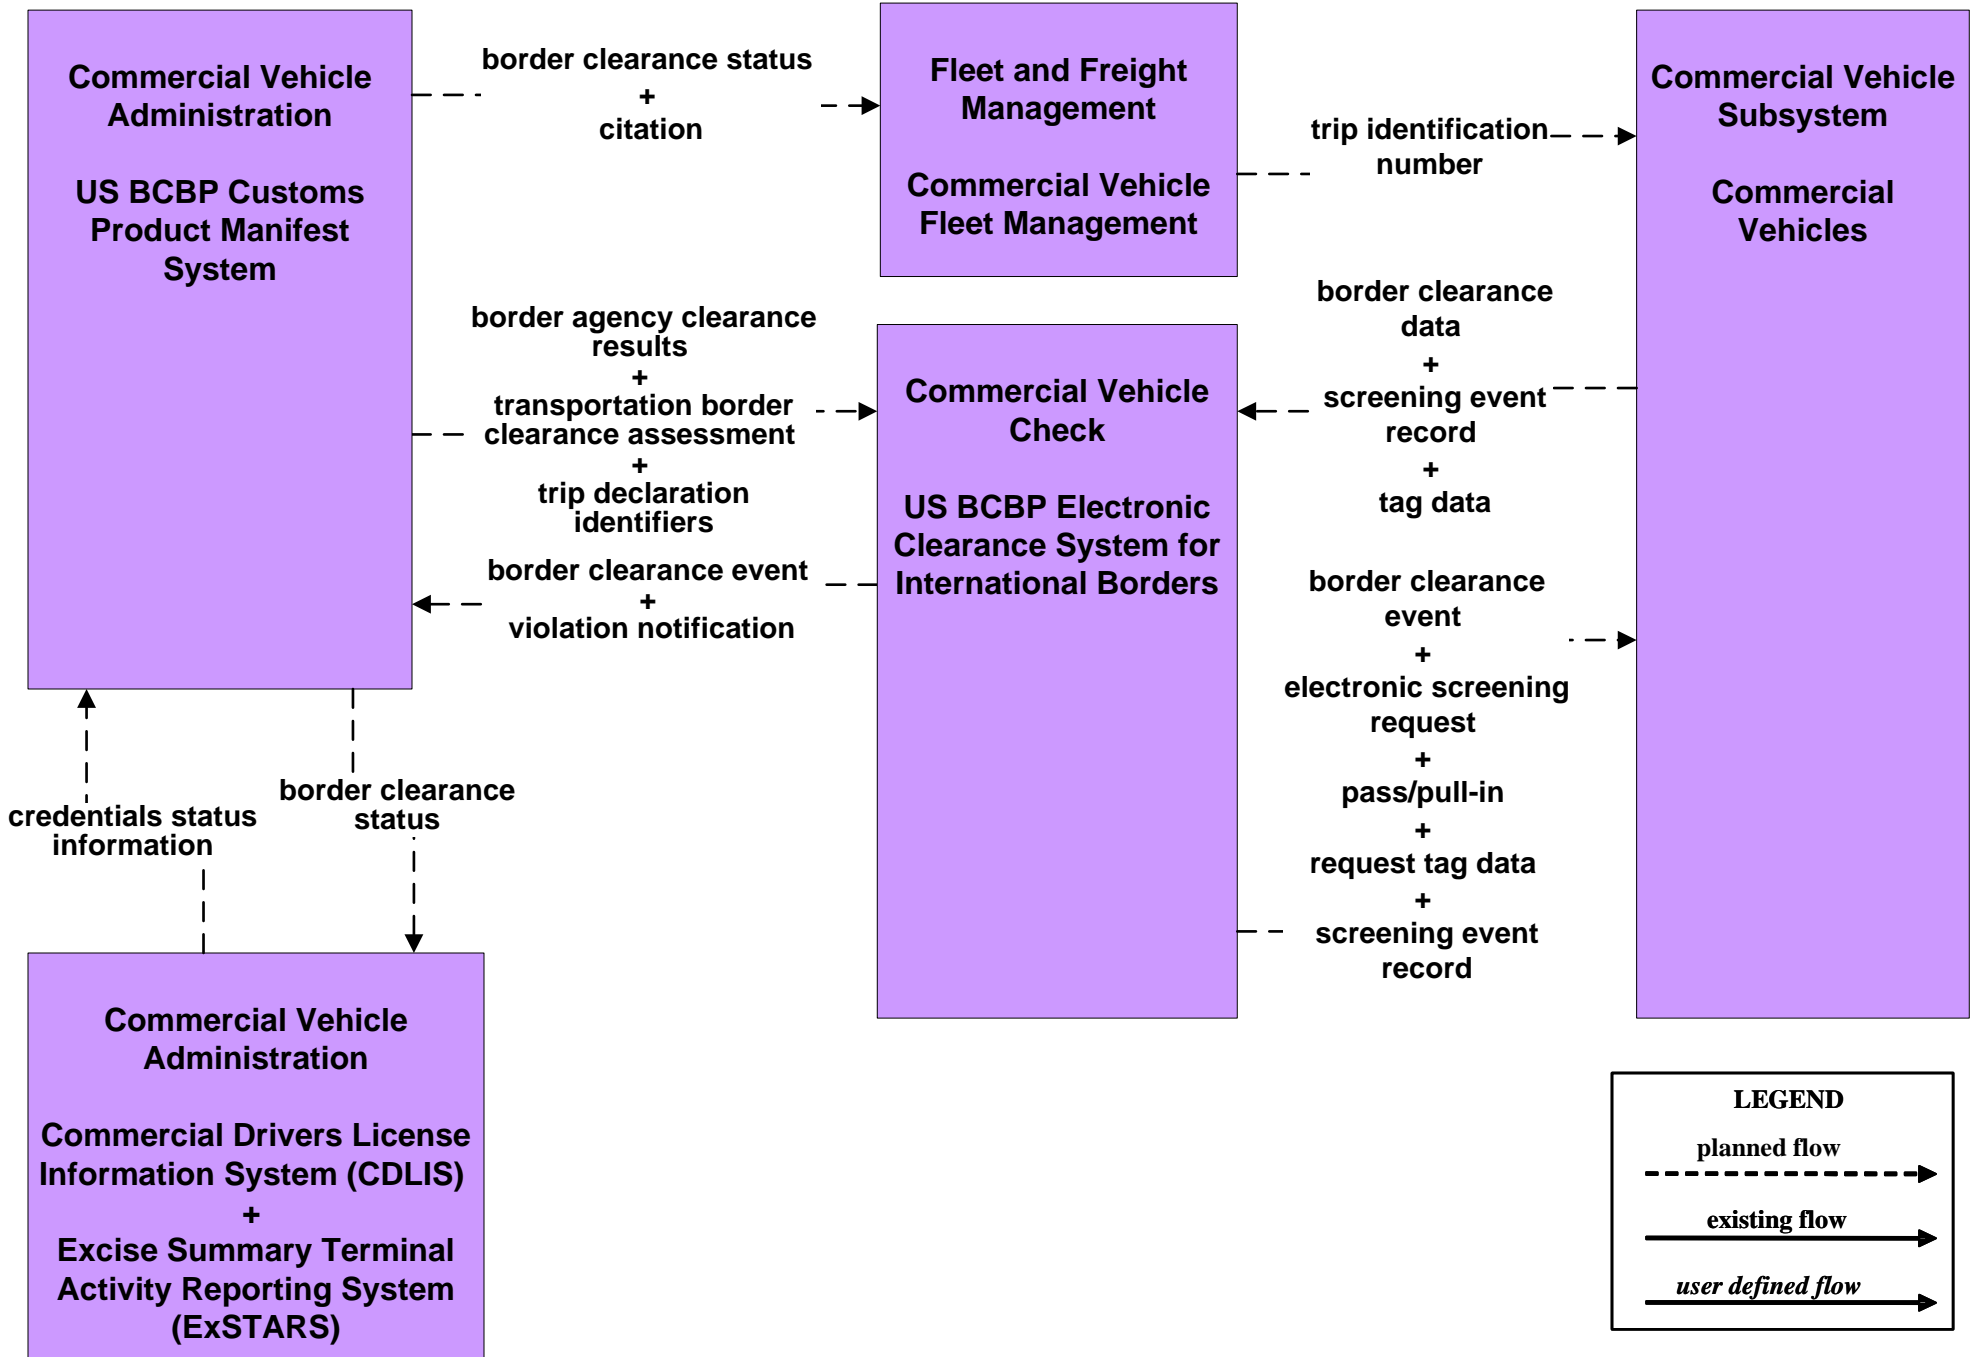 Commercial Vehicle
Administration
US BCBP Customs
Product Manifest
System
border clearance status
+
citation
Fleet and Freight
Management
Commercial Vehicle
Fleet Management
trip identification
number
Commercial Vehicle
Subsystem
Commercial
Vehicles
border agency clearance
results
+
transportation border
clearance assessment
+
trip declaration
identifiers
border clearance event
+
violation notification
Commercial Vehicle
Check
US BCBP Electronic
Clearance System for
International Borders
border clearance
data
+
screening event
record
+
tag data
border clearance
event
+
electronic screening
request
+
pass/pull-in
+
request tag data
+
screening event
record
credentials status
information
border clearance
status
Commercial Vehicle
Administration
Commercial Drivers License
Information System (CDLIS)
+
Excise Summary Terminal
Activity Reporting System
(ExSTARS)
LEGEND
planned flow
existing flow
user defined flow